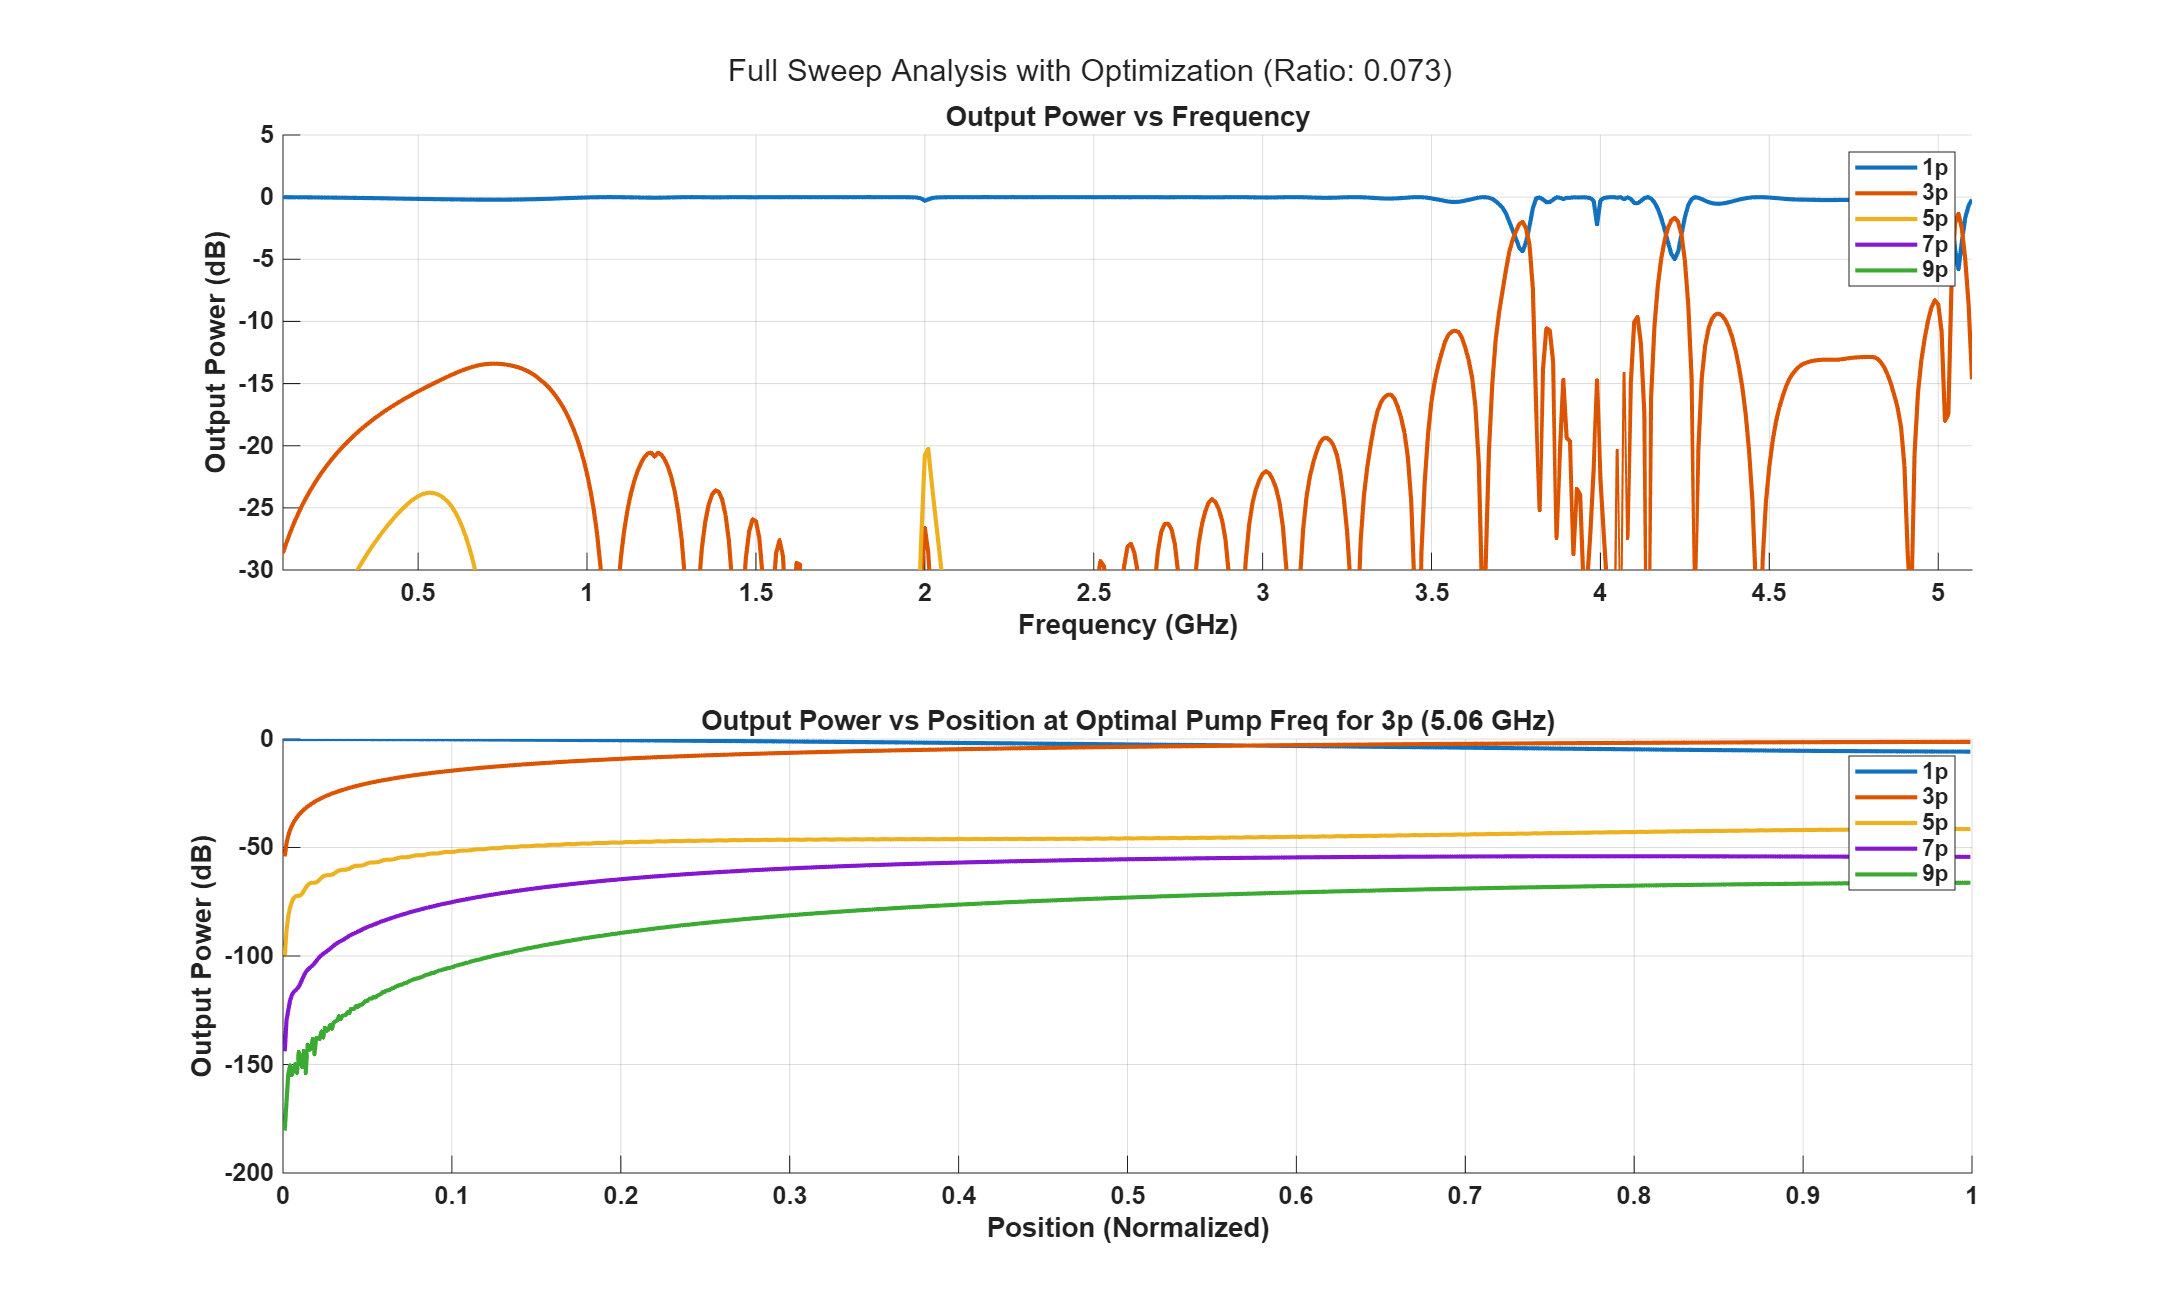 Full Sweep Analysis with Optimization (Ratio: 0.073)
Output Power vs Frequency
Output Power (dB)
5
0
-5
-10
-15
-20
-25
-30
0.5
1
1.5
2
2.5
3
3.5
4
4.5
5
Frequency (GHz)
1p
3p
5p
7p
9p
Output Power vs Position at Optimal Pump Freq for 3p (5.06 GHz)
Output Power (dB)
0
-50
-100
-150
-200
0
0.1
0.2
0.3
0.4
0.5
0.6
0.7
0.8
0.9
1
Position (Normalized)
1p
3p
5p
7p
9p